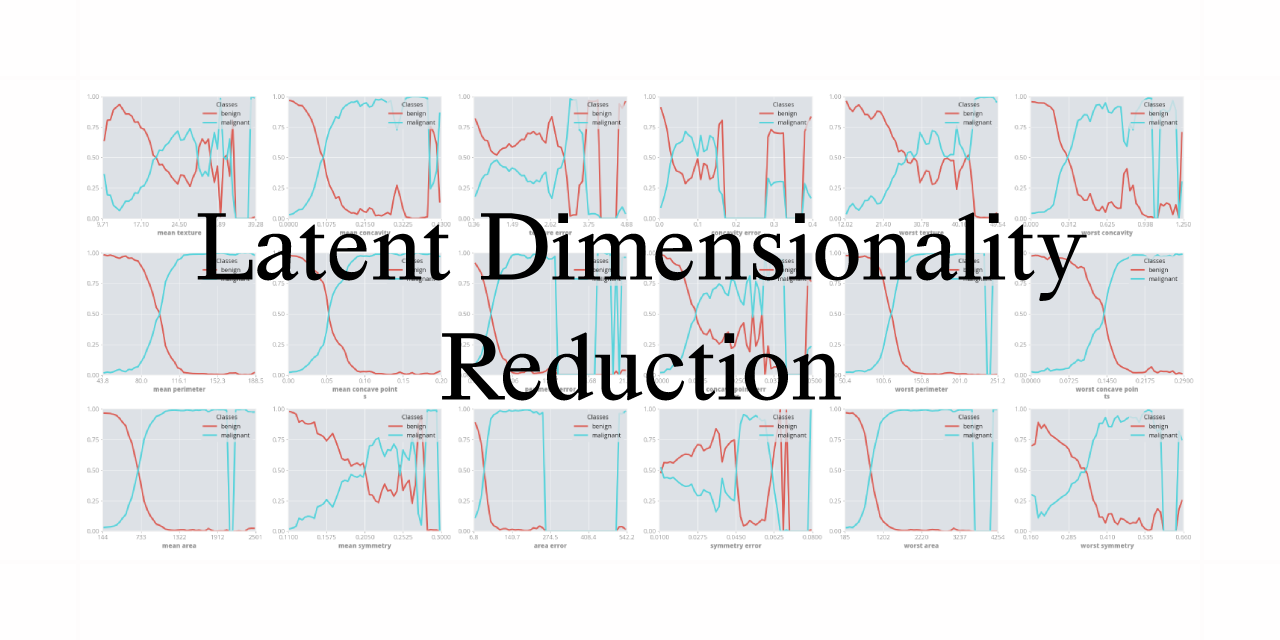 Latent Dimensionality
Reduction
1.00 0.75 0.50 0.25 0.00 Classes benign malignant 9.71 17.10 24.50 39.28 mean texture
1.00 0.75 0.50 0.25 0.00 Classes benign malignant 0.0000 0.1075 0.2150 0.3225 0.4300 mean concavity
1.00 0.75 0.50 0.25 0.00 Classes benign malignant 0.36 1.49 2.62 3.75 4.88 error
1.00 0.75 0.50 0.25 0.00 Classes benign malignant 0.0 0.1 0.2 0.3 0.4 concavity error
1.00 0.75 0.50 0.25 0.00 Classes benign malignant 12.02 21.49 30.78 worst texture
1.00 0.75 0.50 0.25 0.00 Classes benign malignant 0.000 0.312 0.625 0.938 1.250 worst concavity
1.00 0.75 0.50 0.25 0.00 Classes benign malignant 43.8 80.0 116.1 152.3 188.5 mean perimeter
1.00 0.75 0.50 0.25 0.00 Classes benign malignant 0.00 0.05 0.10 0.15 0.20 mean concave point
s
1.00 0.75 0.50 0.25 0.00 Classes benign malignant error
0.75 0.50 0.25 0.00 Classes benign malignant
1.00 0.75 0.50 0.25 0.00 Classes benign malignant 50.4 100.6 150.8 201.0 251.2 worst perimeter
1.00 0.75 0.50 0.25 0.00 Classes benign malignant 0.0000 0.0725 0.1450 0.2175 0.2900 worst concave poin
ts
1.00 0.75 0.50 0.25 0.00 Classes benign malignant 144 733 1322 1912 2501 mean area
1.00 0.75 0.50 0.25 0.00 Classes benign malignant 0.1100 0.1575 0.2050 0.2525 0.3000 mean symmetry
1.00 0.75 0.50 0.25 0.00 Classes benign malignant 6.8 140.7 274.5 408.4 542.2 area error
1.00 0.75 0.50 0.25 0.00 Classes benign malignant 0.0100 0.0275 0.0450 0.0625 0.0800 symmetry error
1.00 0.75 0.50 0.25 0.00 Classes benign malignant 185 1202 2220 3237 4254 worst area
1.00 0.75 0.50 0.25 0.00 Classes benign malignant 0.160 0.285 0.410 0.535 0.660 worst symmetry